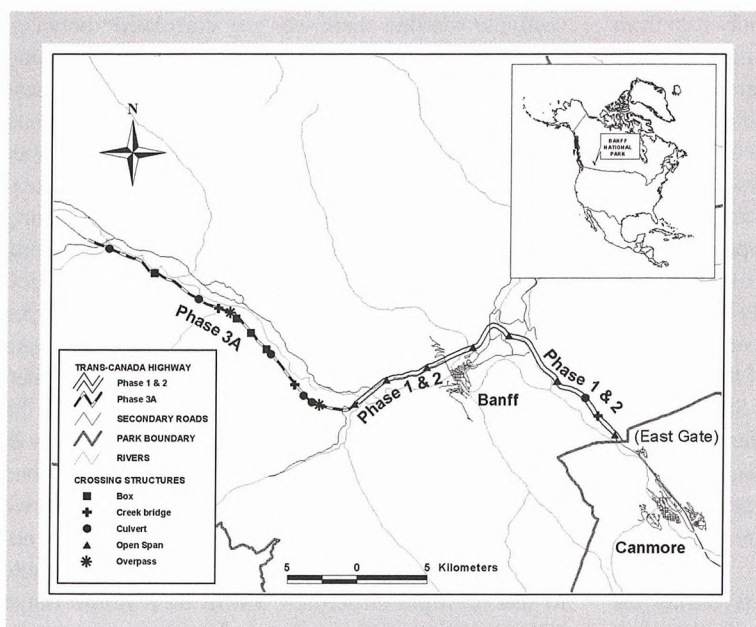 N
BANFF
NATIONAL
PARK
Phase 3A
Phase 1 & 2
Phase 1 & 2
Banff
(East Gate)
Canmore
TRANS-CANADA HIGHWAY
Phase 1 & 2
Phase 3A
SECONDARY ROADS
PARK BOUNDARY
RIVERS
CROSSING STRUCTURES
Box
Creek bridge
Culvert
Open Span
Overpass
5 0 5 Kilometers